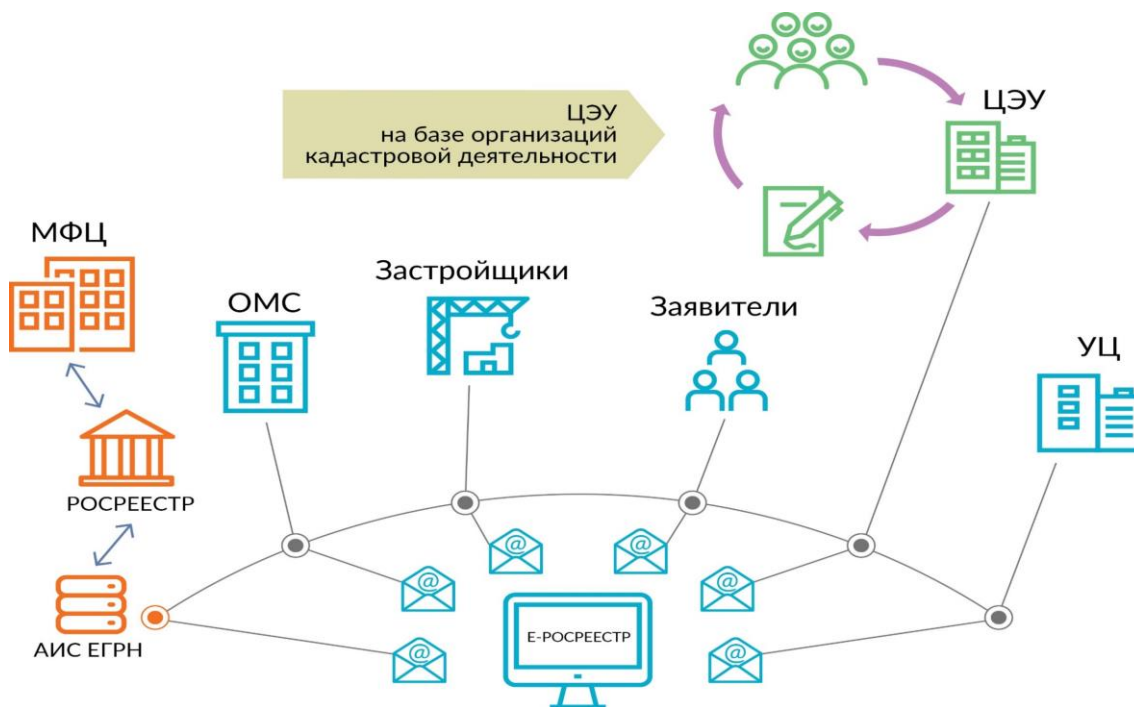 ЦЭУ
на базе организаций
кадастровой деятельности
ЦЭУ
МФЦ
ОМС
Застройщики
Заявители
УЦ
РОСРЕЕСТР
АИС ЕГРН
Е-РОСРЕЕСТР
@
@
@
@
@
@